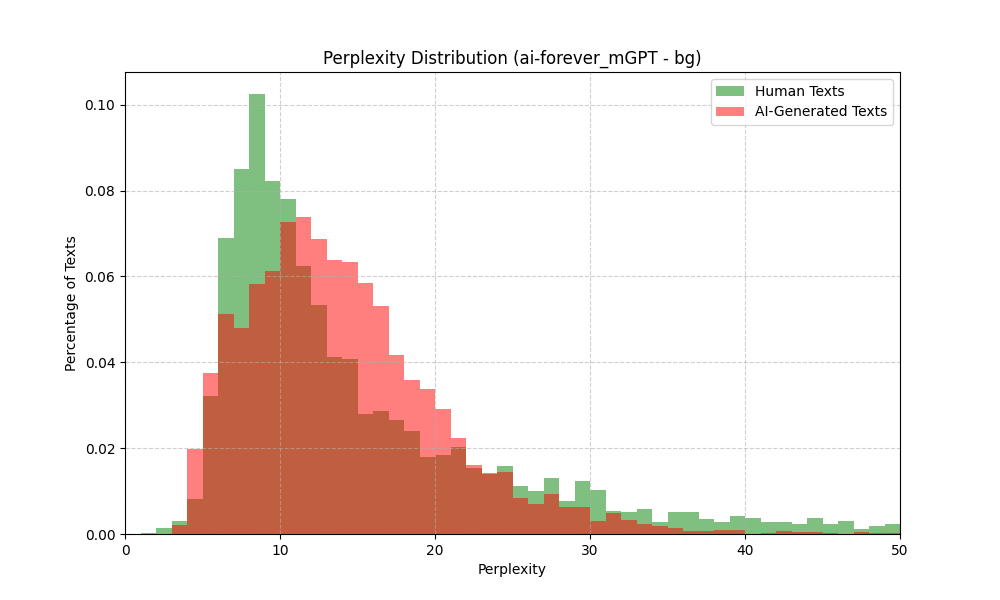 Perplexity Distribution (ai-forever_mGPT - bg)
Human Texts
AI-Generated Texts
Percentage of Texts
0.10
0.08
0.06
0.04
0.02
0.00
0 10 20 30 40 50
Perplexity